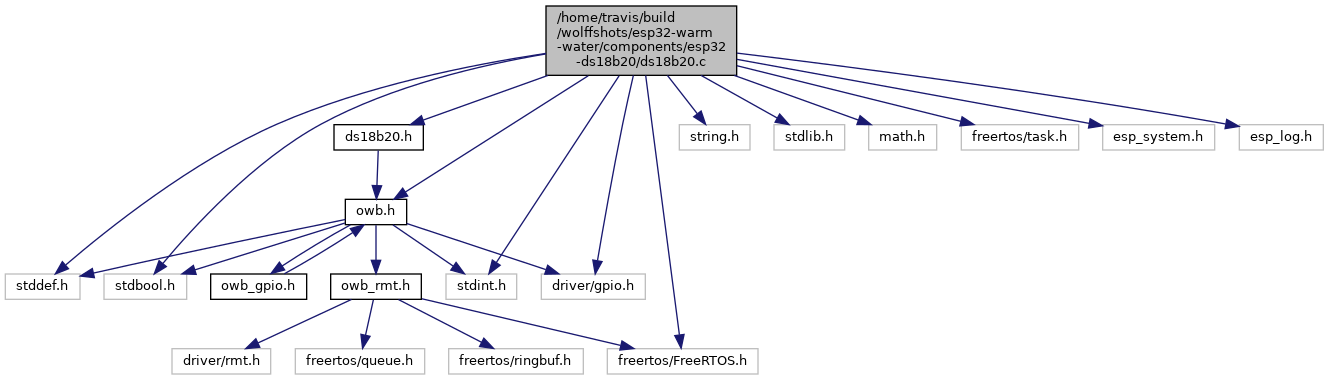 /home/travis/build
/wolffshots/esp32-warm
-water/components/esp32
-ds18b20/ds18b20.c
ds18b20.h
string.h
stdlib.h
math.h
freertos/task.h
esp_system.h
esp_log.h
owb.h
stddef.h
stdbool.h
owb_gpio.h
owb_rmt.h
stdint.h
driver/gpio.h
driver/rmt.h
freertos/queue.h
freertos/ringbuf.h
freertos/FreeRTOS.h